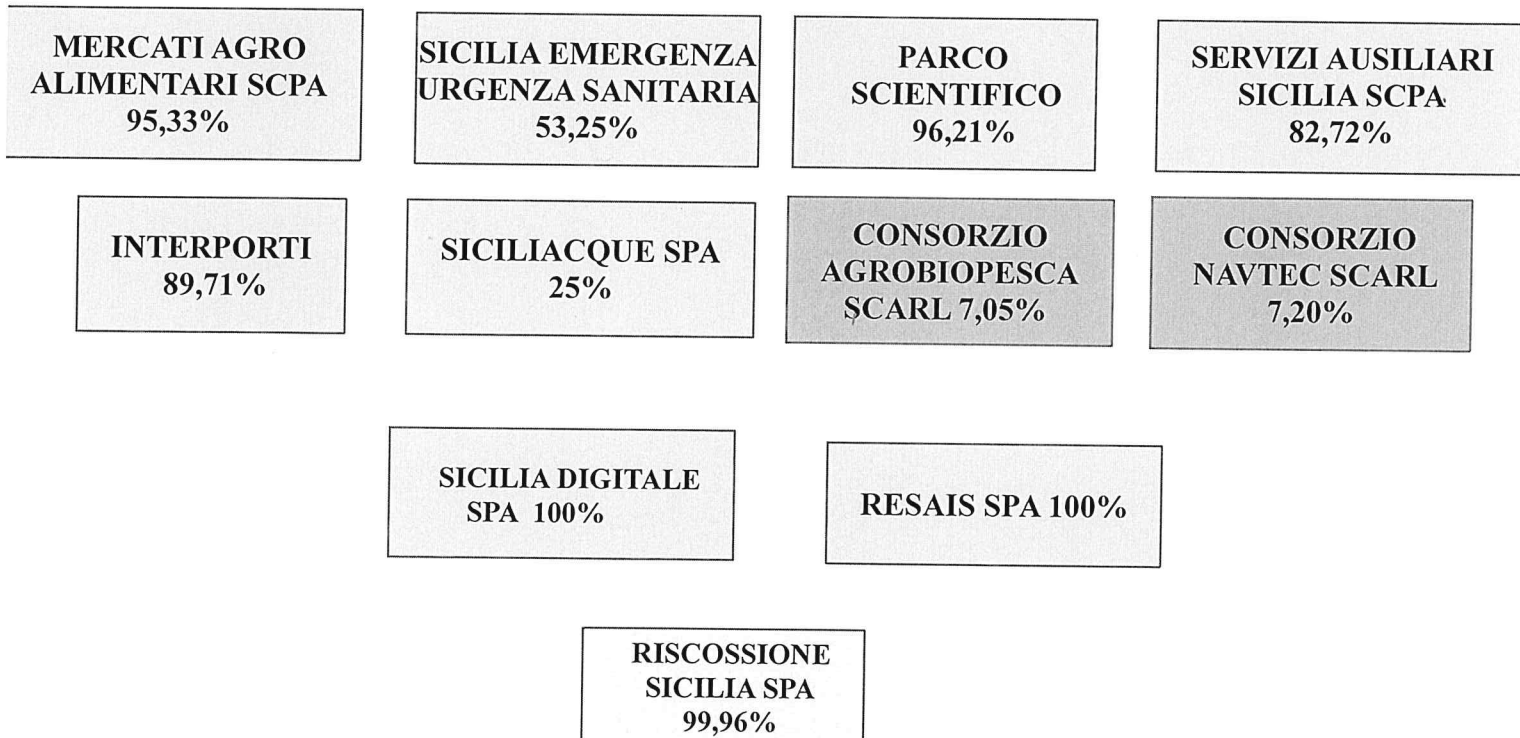 MERCATI AGRO
ALIMENTARI SCPA
95,33%
SICILIA EMERGENZA
URGENZA SANITARIA
53,25%
PARCO
SCIENTIFICO
96,21%
SERVIZI AUSILIARI
SICILIA SCPA
82,72%
INTERPORTI
89,71%
SICILIACQUE SPA
25%
CONSORZIO
AGROBIOPESCA
SCARL 7,05%
CONSORZIO
NAVTEC SCARL
7,20%
SICILIA DIGITALE
SPA 100%
RESAIS SPA 100%
RISCOSSIONE
SICILIA SPA
99,96%